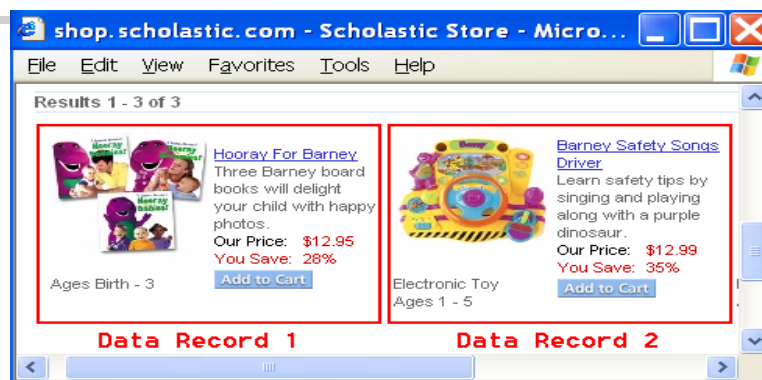 shop.scholastic.com - Scholastic Store - Micro...
File Edit View Favorites Tools Help
Results 1 - 3 of 3
Hooray For Barney
Three Barney board
books will delight
your child with happy
photos.
Our Price: $12.95
You Save: 28%
Add to Cart
Ages Birth - 3
Barney Safety Songs
Driver
Learn safety tips by
singing and playing
along with a purple
dinosaur.
Our Price: $12.99
You Save: 35%
Add to Cart
Electronic Toy
Ages 1 - 5
Data Record 1
Data Record 2